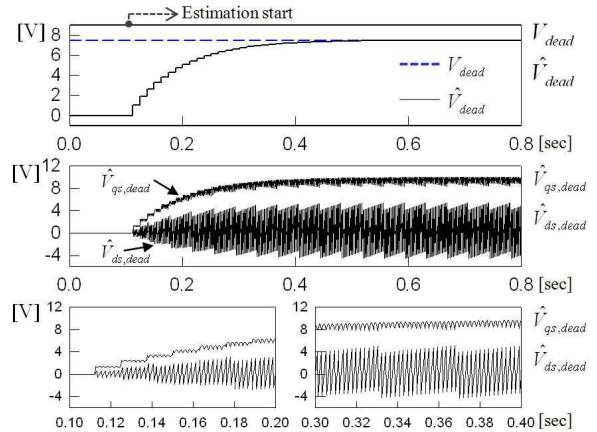 Estimation start
[V]
8
6
4
2
0
V_dead
V̂_dead
V_dead
V̂_dead
0.0 0.2 0.4 0.6 0.8 [sec]
[V]
12
8
4
0
-4
V̂_qs,dead
V̂_ds,dead
V̂_qs,dead
V̂_ds,dead
0.0 0.2 0.4 0.6 0.8 [sec]
[V]
12
8
4
0
-4
0.10 0.12 0.14 0.16 0.18 0.20
12
8
4
0
-4
V̂_qs,dead
V̂_ds,dead
0.30 0.32 0.34 0.36 0.38 0.40 [sec]